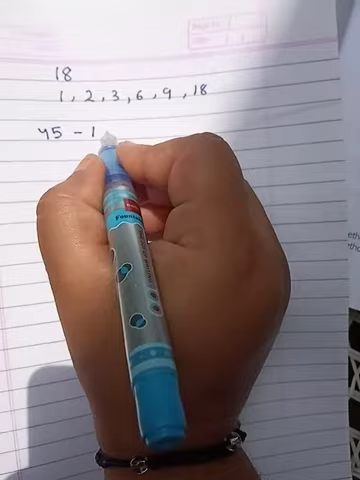 18
1, 2, 3, 6, 9, 18
45 - 1